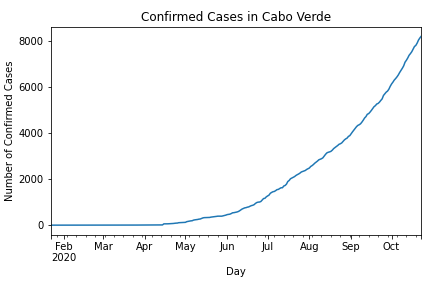 Confirmed Cases in Cabo Verde
Number of Confirmed Cases
8000
6000
4000
2000
0
Feb Mar Apr May Jun Jul Aug Sep Oct
2020
Day